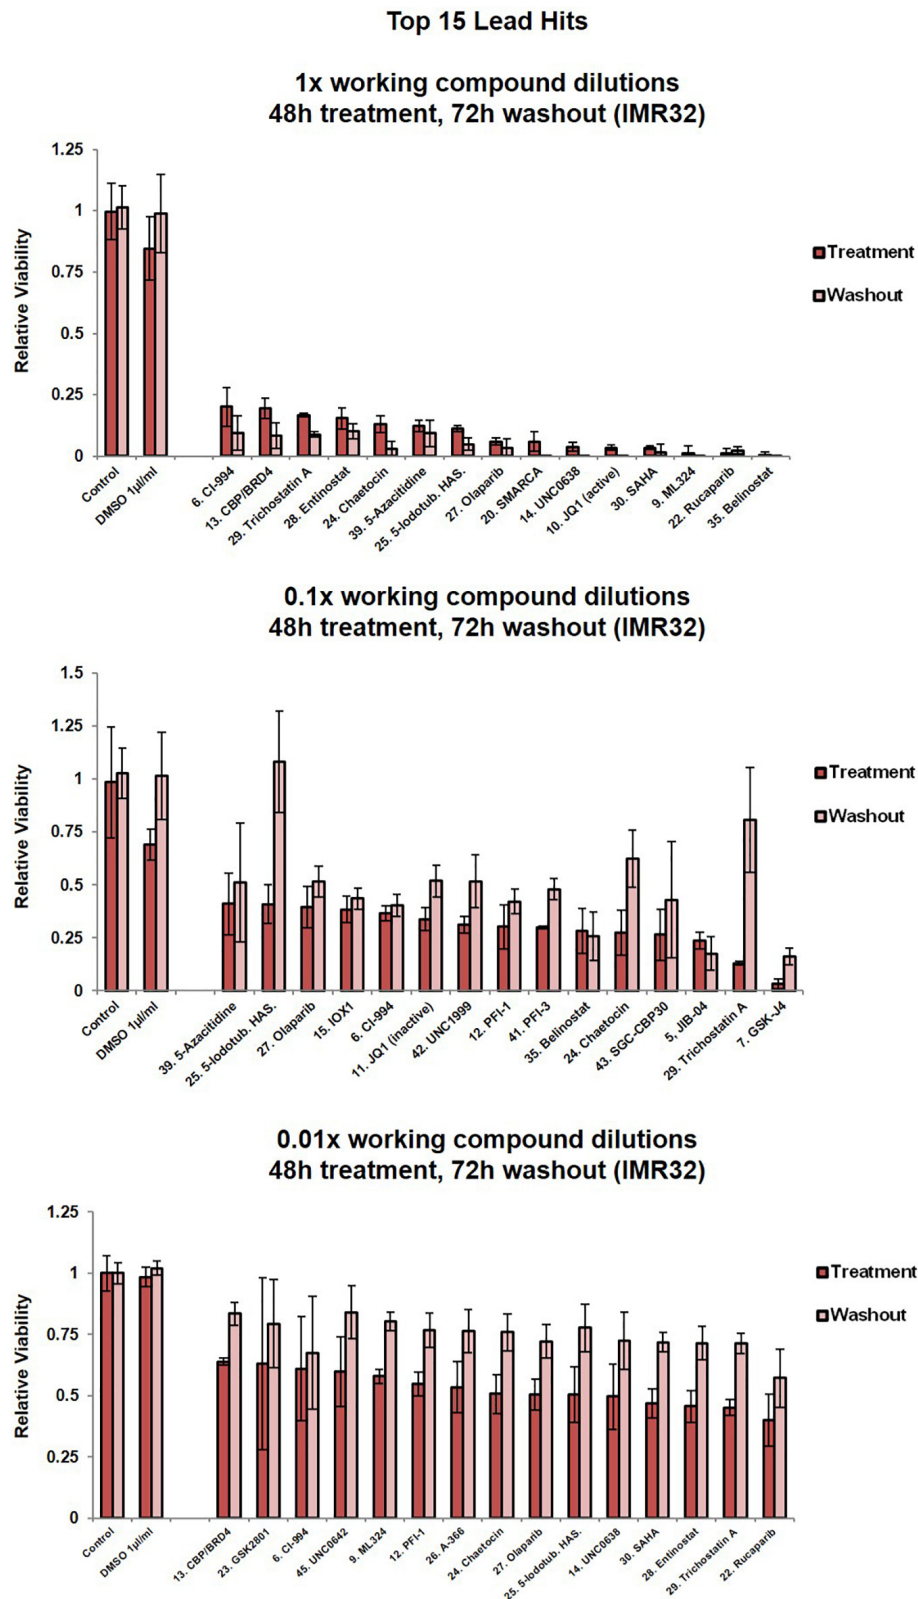 Top 15 Lead Hits
1x working compound dilutions
48h treatment, 72h washout (IMR32)
Relative Viability
1.25
1
0.75
0.5
0.25
0
Control
DMSO 1µl/ml
6. CI-994
13. CBP/BRD4
29. Trichostatin A
28. Entinostat
24. Chaetocin
39. 5-Azacitidine
25. 5-Iodotub. HAS.
27. Olaparib
20. SMARCA
14. UNC0638
10. JQ1 (active)
30. SAHA
9. ML324
22. Rucaparib
35. Belinostat
Treatment
Washout
0.1x working compound dilutions
48h treatment, 72h washout (IMR32)
Relative Viability
1.5
1.25
1
0.75
0.5
0.25
0
Control
DMSO 1µl/ml
39. 5-Azacitidine
25. 5-Iodotub. HAS.
27. Olaparib
15. IOX1
6. CI-994
11. JQ1 (inactive)
42. UNC1999
12. PFI-1
41. PFI-3
35. Belinostat
24. Chaetocin
43. SGC-CBP30
5, JIB-04
29. Trichostatin A
7. GSK-J4
Treatment
Washout
0.01x working compound dilutions
48h treatment, 72h washout (IMR32)
Relative Viability
1.25
1
0.75
0.5
0.25
0
Control
DMSO 1µl/ml
13. CBP/BRD4
23. GSK2801
6. CI-994
45. UNC0642
9. ML324
12. PFI-1
26. A-366
24. Chaetocin
27. Olaparib
25. 5-Iodotub. HAS.
14. UNC0638
30. SAHA
28. Entinostat
29. Trichostatin A
22. Rucaparib
Treatment
Washout